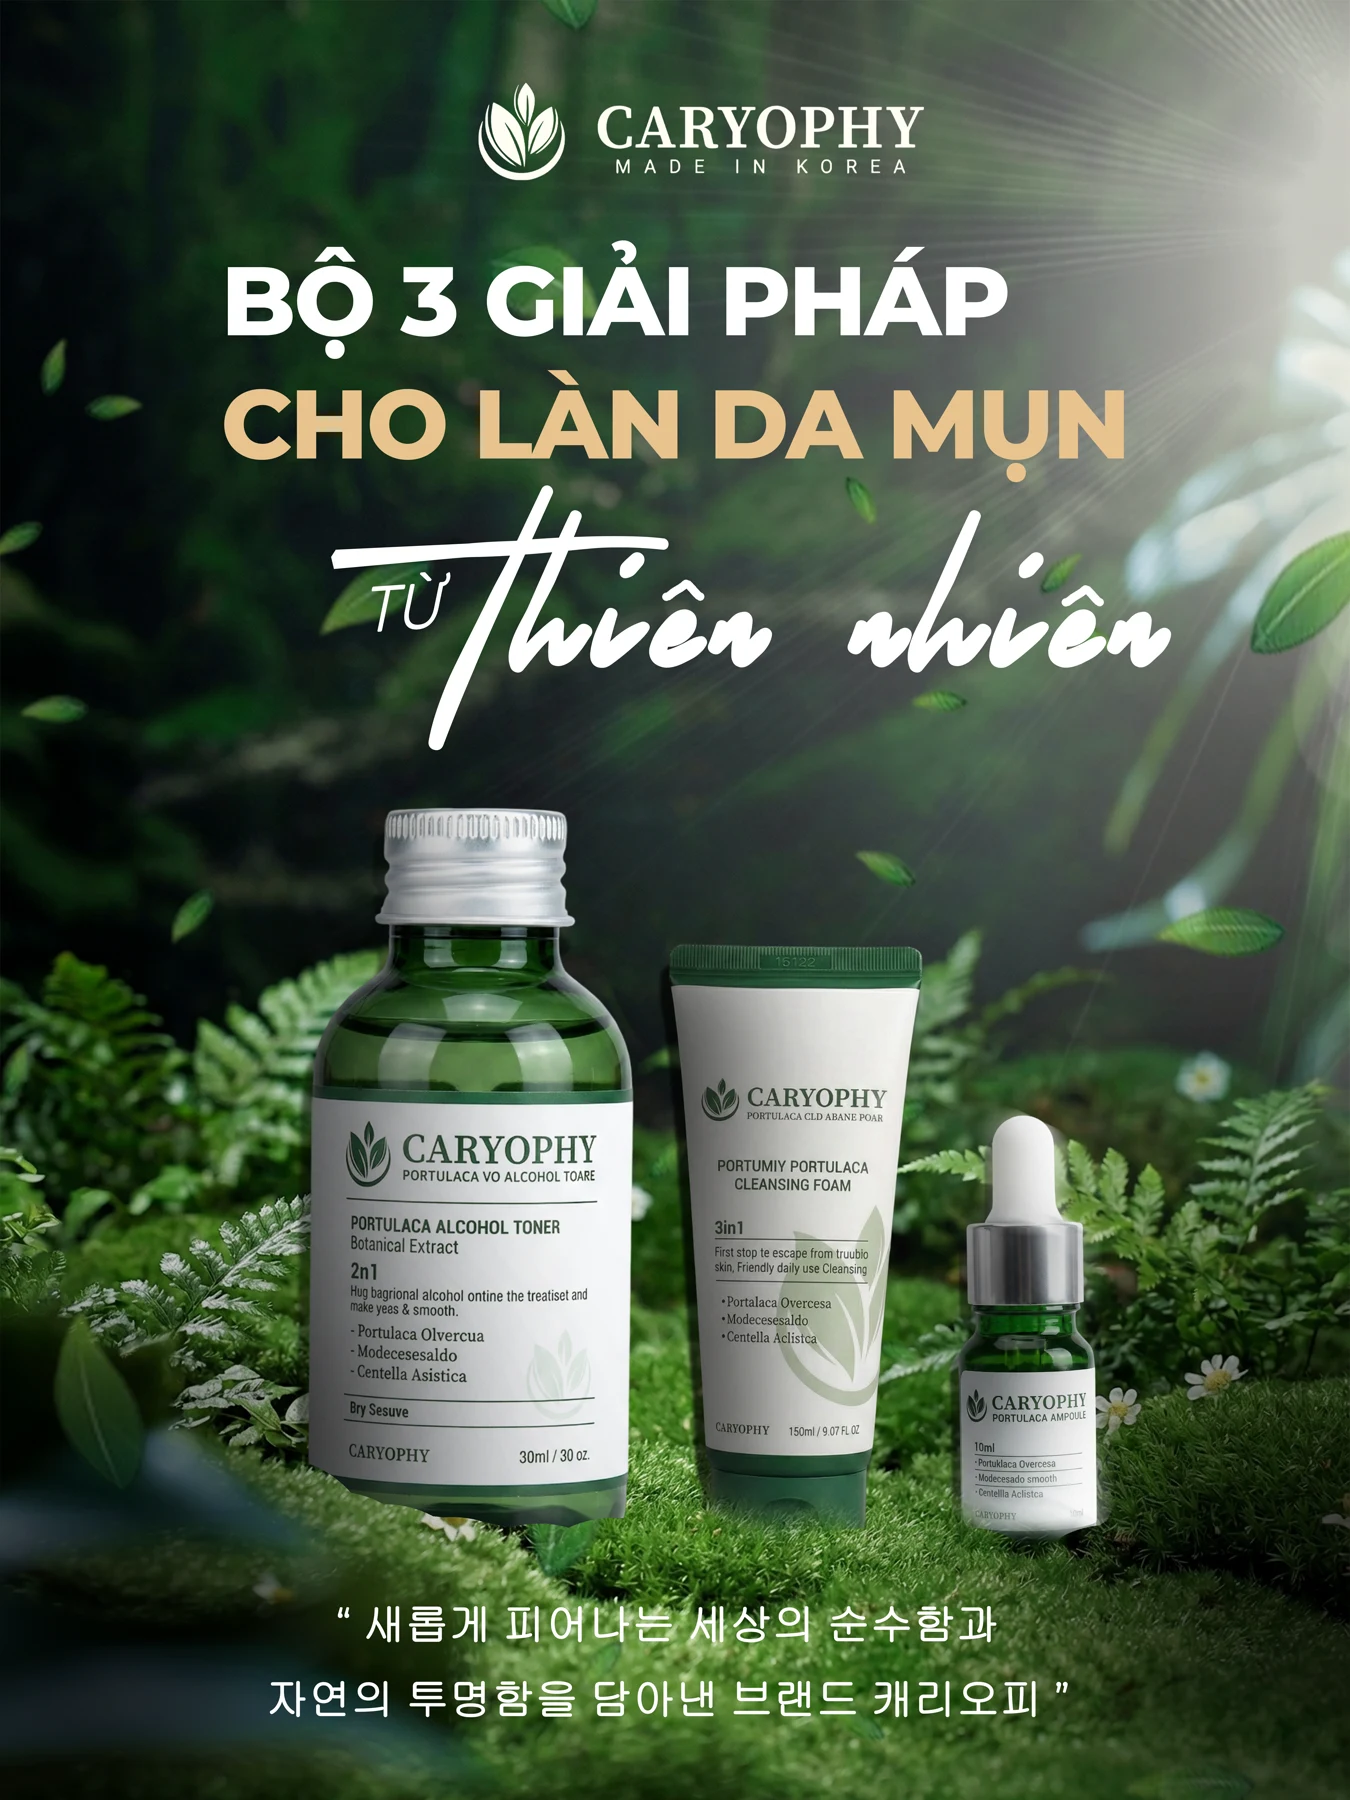 CARYOPHY
MADE IN KOREA
BỘ 3 GIẢI PHÁP
CHO LÀN DA MỤN
TỪ thiên nhiên
CARYOPHY
PORTULACA VO ALCOHOL TOARE
PORTULACA ALCOHOL TONER
Botanical Extract
2n1
Hug bagrional alcohol ontine the treatiset and
make yeas & smooth.
- Portulaca Olvercua
- Modecesesaldo
- Centella Asistica
Bry Sesuve
CARYOPHY 30ml / 30 oz.
15122
CARYOPHY
PORTULACA CLD ABANE POAR
PORTUMIY PORTULACA
CLEANSING FOAM
3in1
First stop te escape from truubio
skin, Friendly daily use Cleansing
• Portalaca Overcesa
• Modecesesaldo
• Centella Aclistca
CARYOPHY 150ml / 9.07 FL OZ
CARYOPHY
PORTULACA AMPOULE
10ml
· Portuklaca Overcesa
· Modecesado smooth
· Centellla Aclistca
CARYOPHY
“ 새롭게 피어나는 세상의 순수함과
자연의 투명함을 담아낸 브랜드 캐리오피 ”